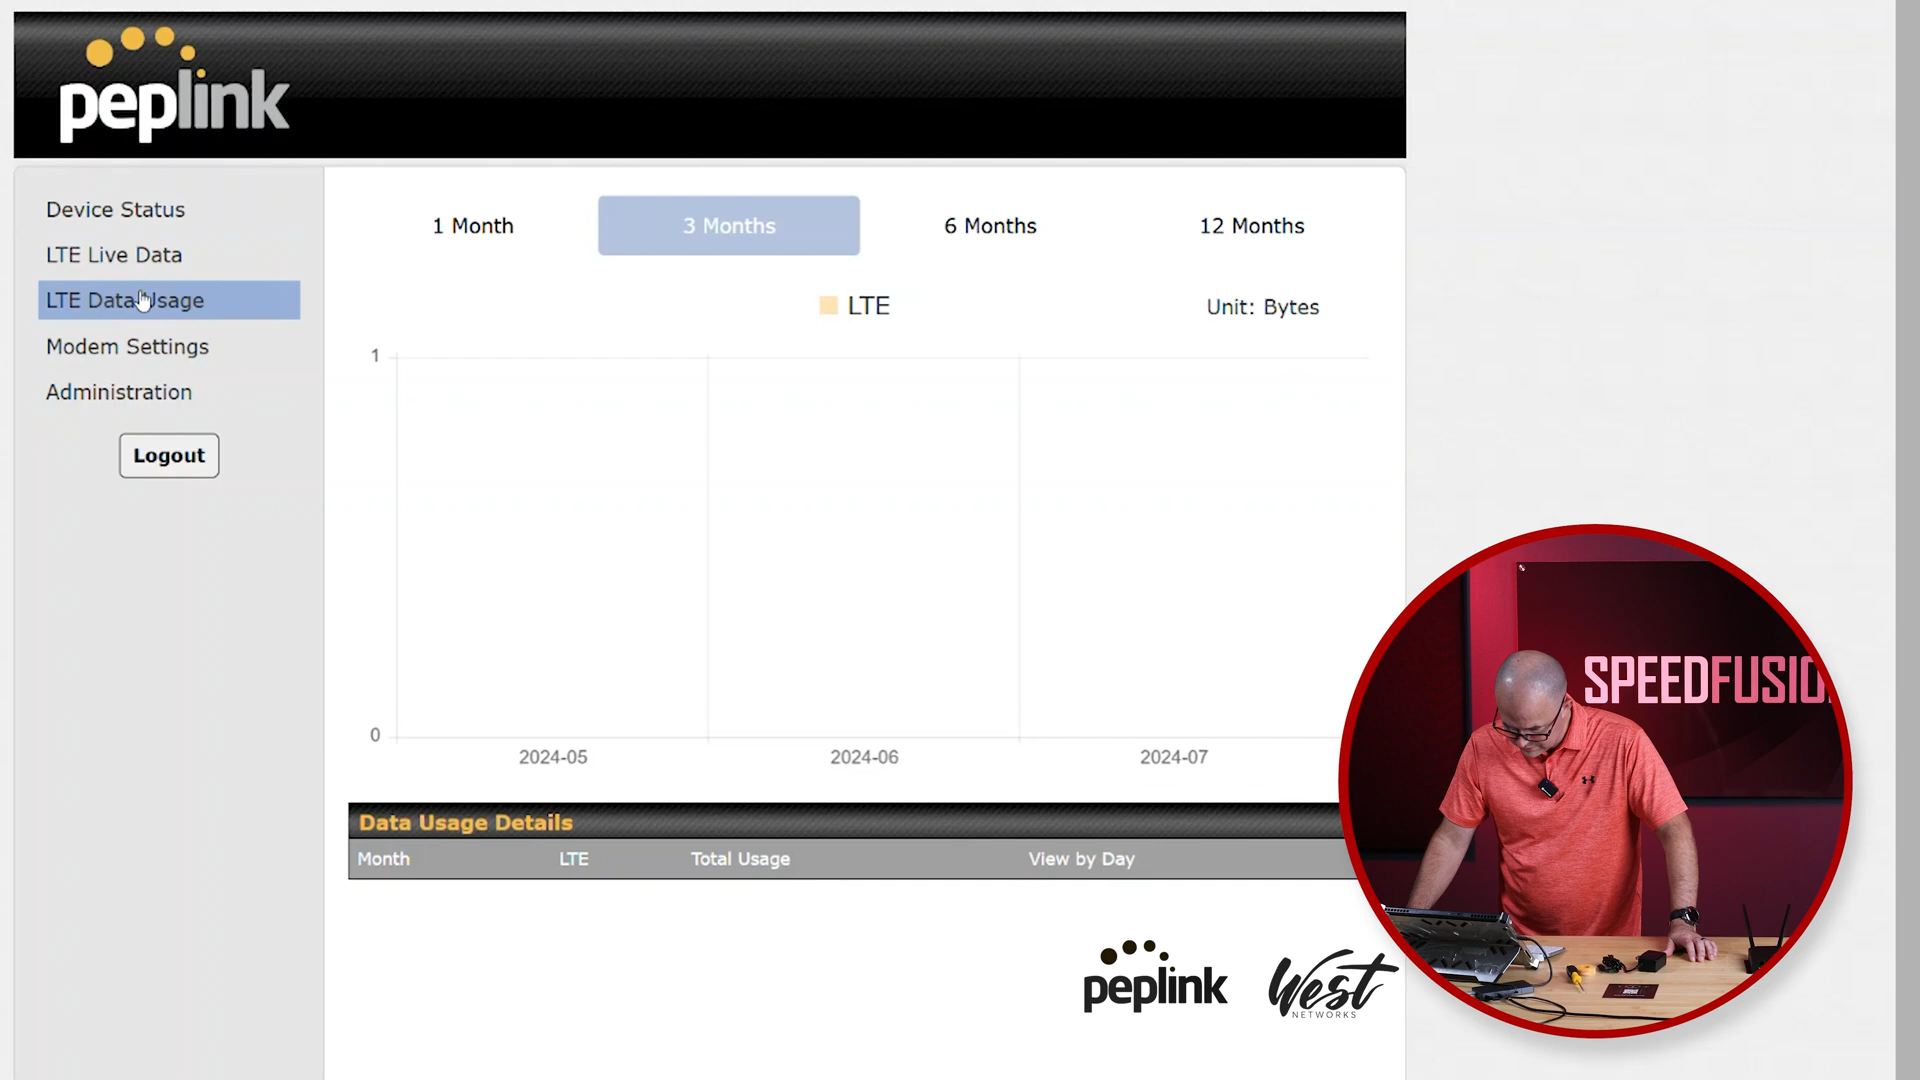 peplink
Device Status
LTE Live Data
LTE Data Usage
Modem Settings
Administration
Logout
1 Month
3 Months
6 Months
12 Months
LTE
Unit: Bytes
1
0
2024-05
2024-06
2024-07
Data Usage Details
Month
LTE
Total Usage
View by Day
peplink
West
NETWORKS
SPEEDFUSIO